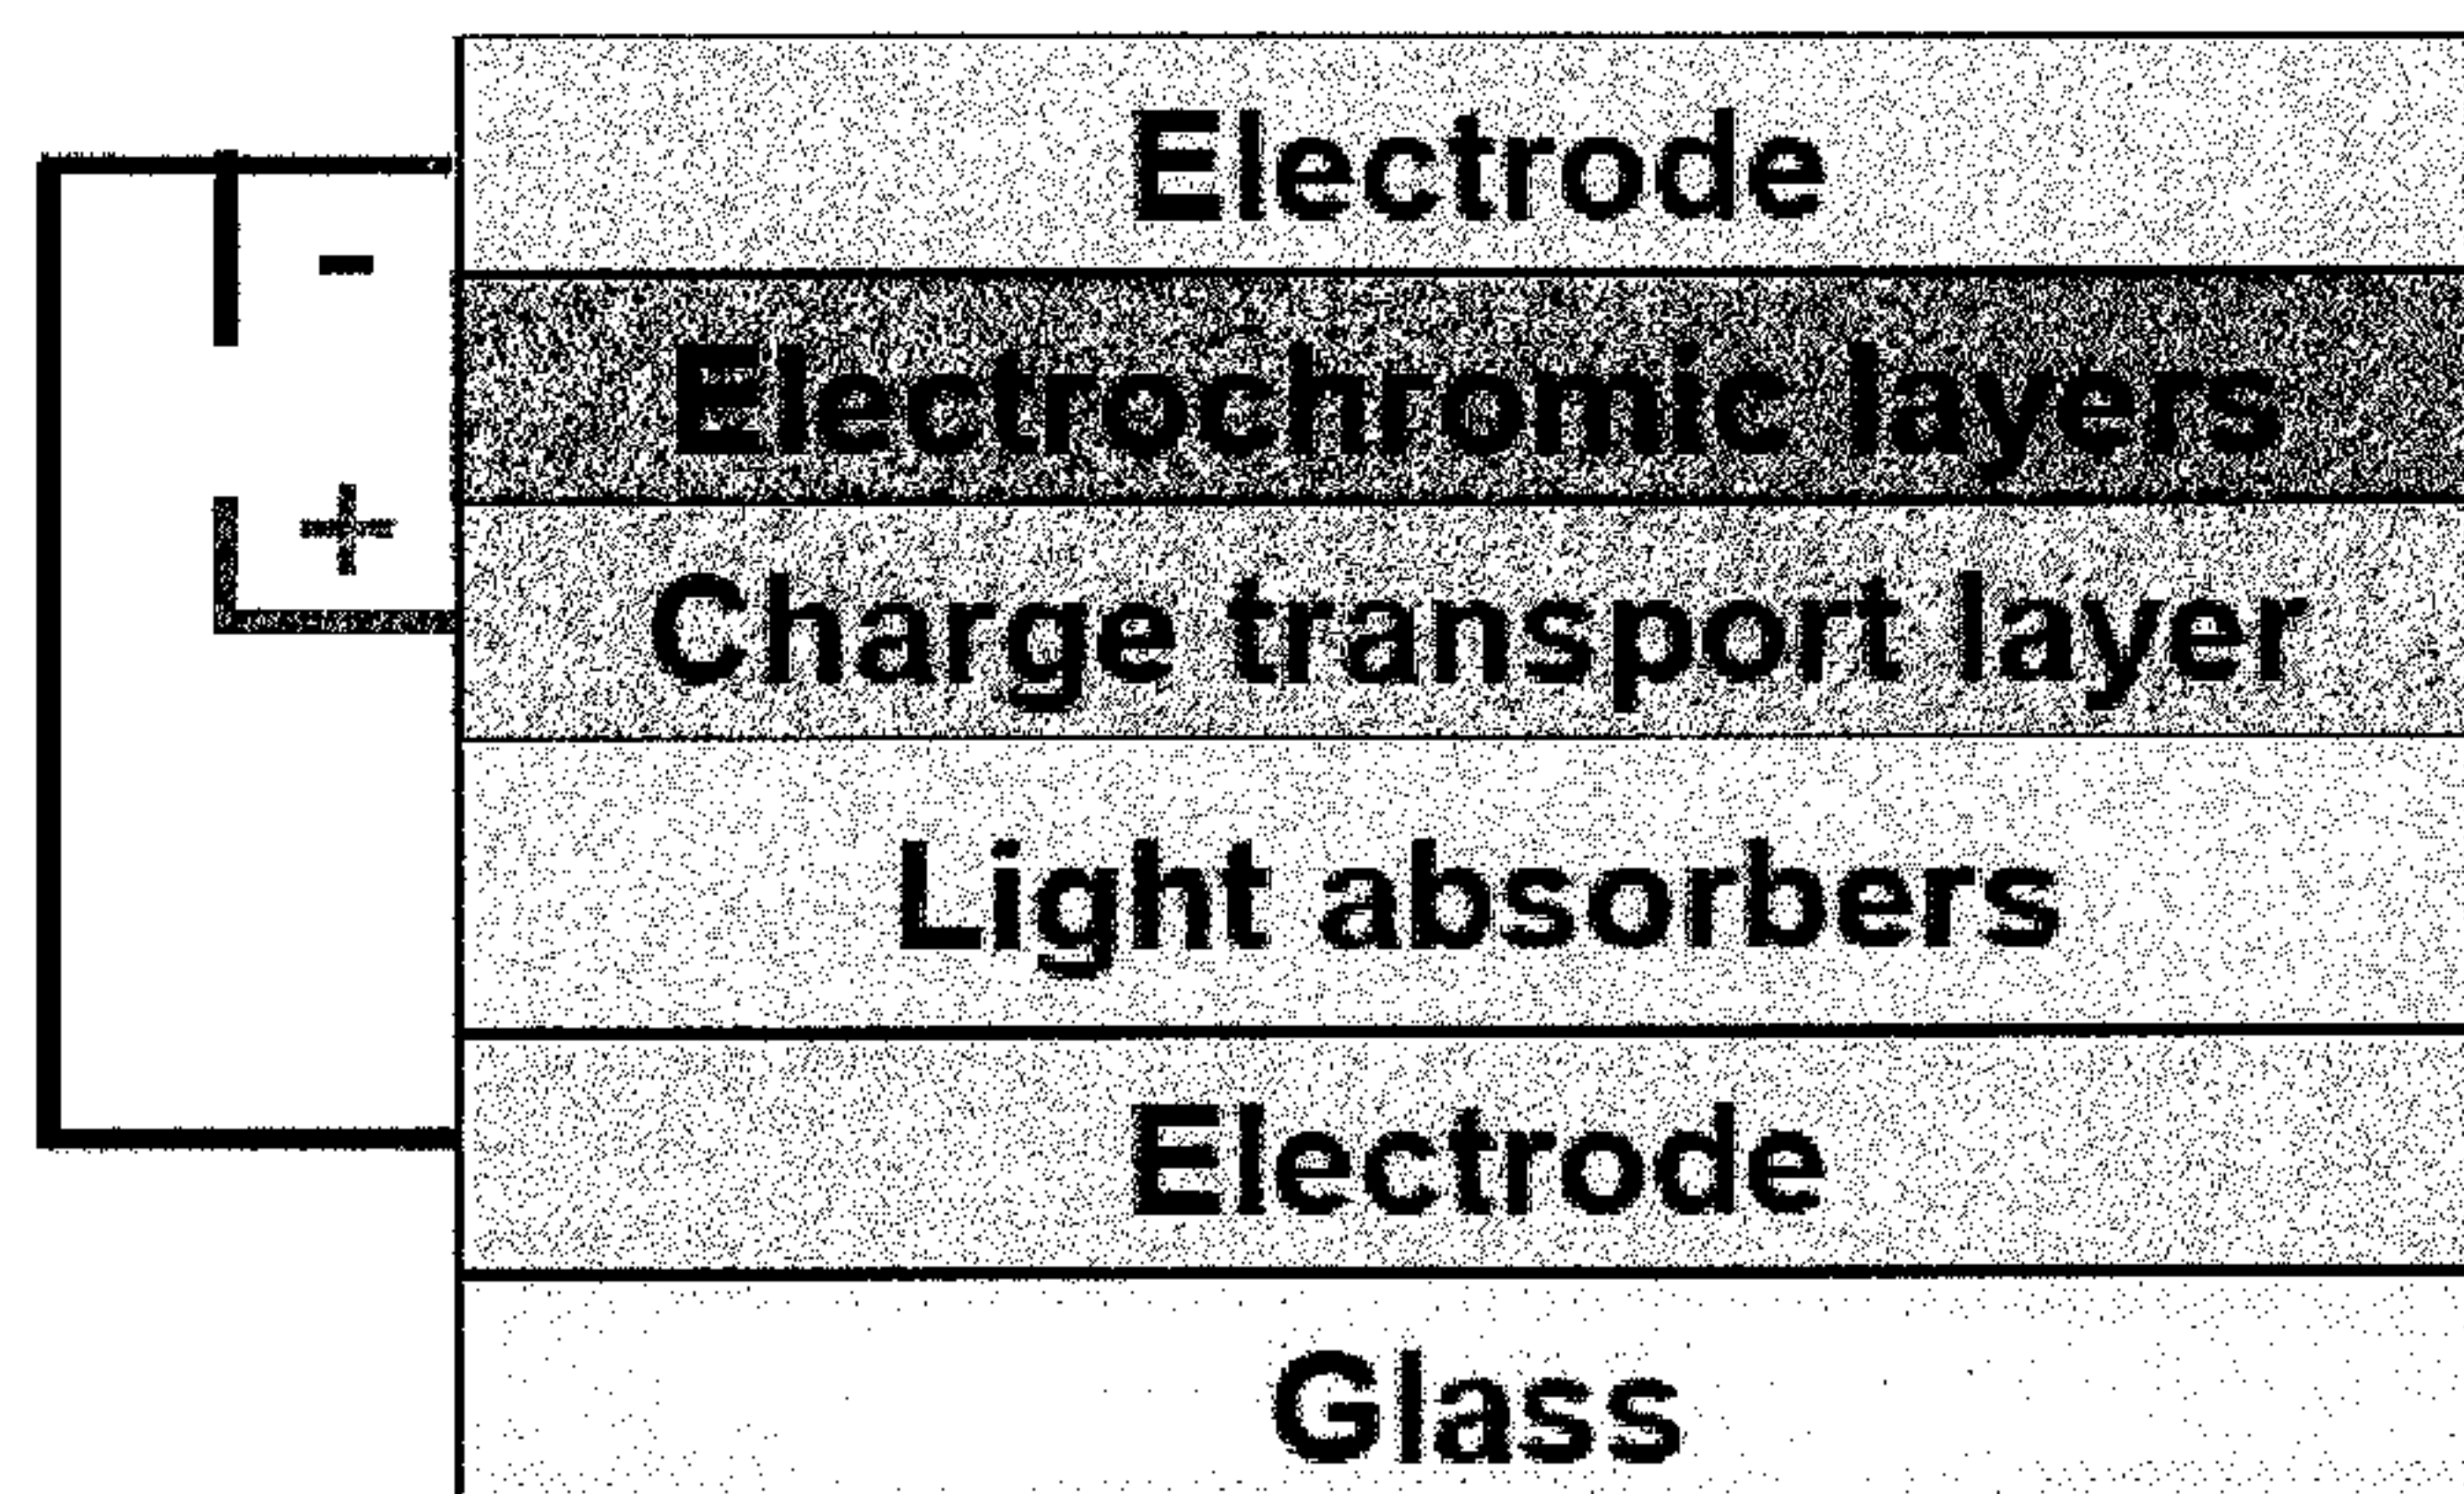 Electrode
-
Electrochromic layers
+
Charge transport layer
Light absorbers
Electrode
Glass